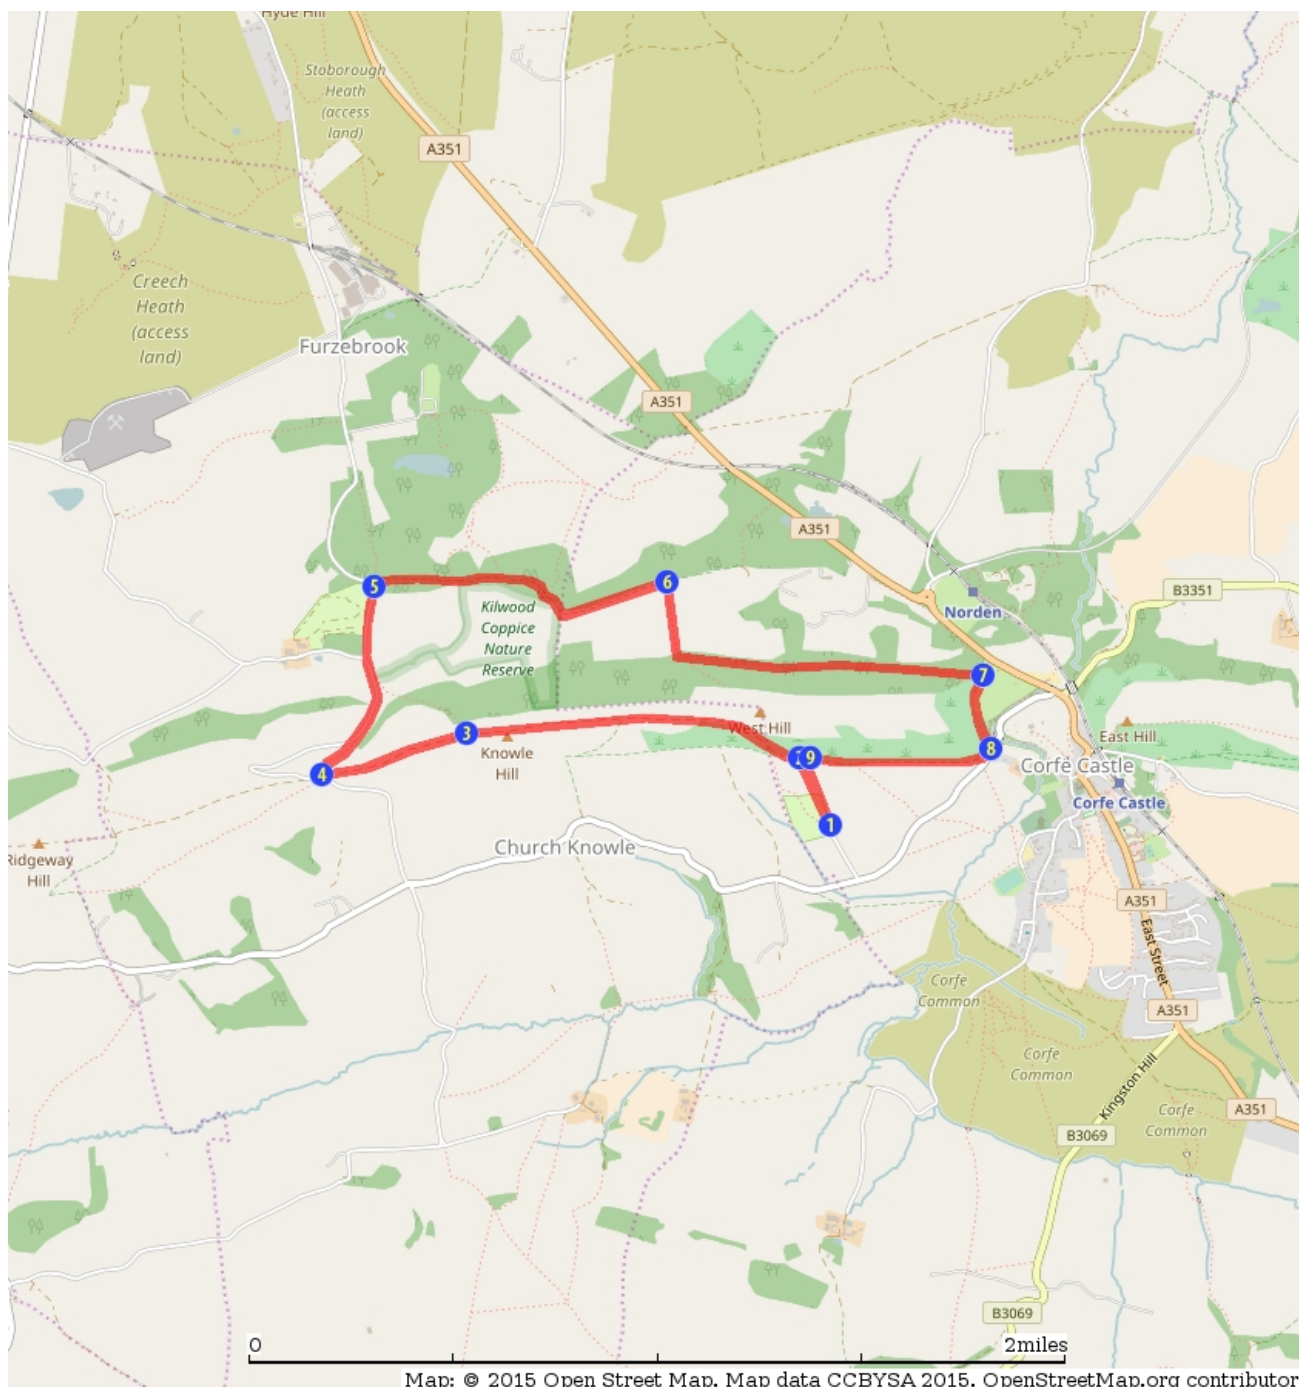 Hyde Hill
Stoborough
Heath
(access
land)
A351
Creech
Heath
(access
land)
Furzebrook
A351
A351
B3351
Norden
5
6
Kilwood
Coppice
Nature
Reserve
7
West Hill
3
Knowle
Hill
9
8
East Hill
Corfe Castle
4
Corfe Castle
1
Ridgeway
Hill
Church Knowle
A351
East Street
Corfe
Common
A351
Corfe
Common
Kingston Hill
Corfe
Common
A351
B3069
B3069
0
2miles
Map: © 2015 Open Street Map. Map data CCBYSA 2015. OpenStreetMap.org contributor